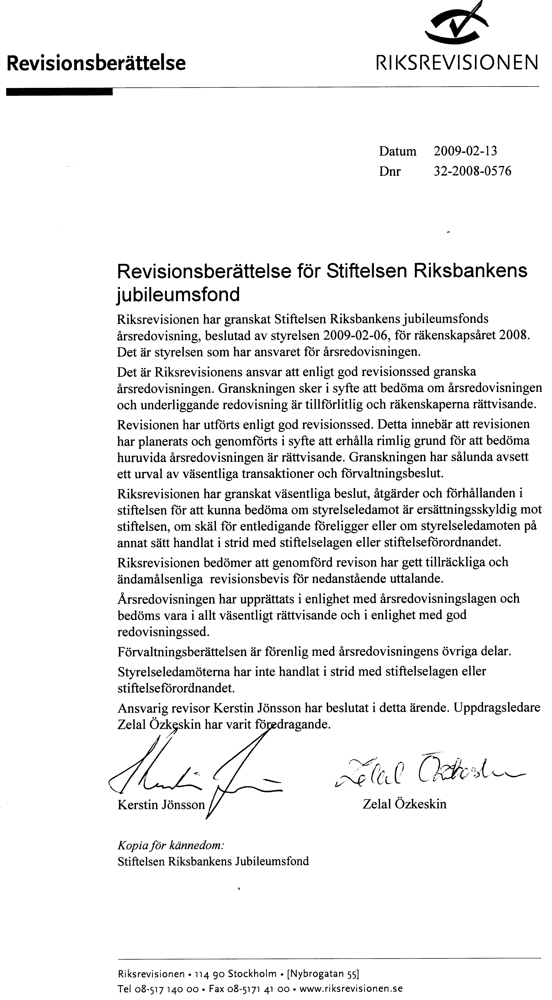 RIKSREVISIONEN
Revisionsberättelse
Datum 2009-02-13
Dnr 32-2008-0576
Revisionsberättelse för Stiftelsen Riksbankens
jubileumsfond
Riksrevisionen har granskat Stiftelsen Riksbankens jubileumsfonds
årsredovisning, beslutad av styrelsen 2009-02-06, för räkenskapsåret 2008.
Det är styrelsen som har ansvaret för årsredovisningen.
Det är Riksrevisionens ansvar att enligt god revisionssed granska
årsredovisningen. Granskningen sker i syfte att bedöma om årsredovisningen
och underliggande redovisning är tillförlitlig och räkenskaperna rättvisande.
Revisionen har utförts enligt god revisionssed. Detta innebär att revisionen
har planerats och genomförts i syfte att erhålla rimlig grund för att bedöma
huruvida årsredovisningen är rättvisande. Granskningen har sålunda avsett
ett urval av väsentliga transaktioner och förvaltningsbeslut.
Riksrevisionen har granskat väsentliga beslut, åtgärder och förhållanden i
stiftelsen för att kunna bedöma om styrelseledamot är ersättningsskyldig mot
stiftelsen, om skäl för entledigande föreligger eller om styrelseledamoten på
annat sätt handlat i strid med stiftelselagen eller stiftelseförordnandet.
Riksrevisionen bedömer att genomförd revison har gett tillräckliga och
ändamålsenliga revisionsbevis för nedanstående uttalande.
Årsredovisningen har upprättats i enlighet med årsredovisningslagen och
bedöms vara i allt väsentligt rättvisande och i enlighet med god
redovisningssed.
Förvaltningsberättelsen är förenlig med årsredovisningens övriga delar.
Styrelseledamöterna har inte handlat i strid med stiftelselagen eller
stiftelseförordnandet.
Ansvarig revisor Kerstin Jönsson har beslutat i detta ärende. Uppdragsledare
Zelal Özkeskin har varit föredragande.
Zelal Özkeskin
Kerstin Jönsson Zelal Özkeskin
Kopia för kännedom:
Stiftelsen Riksbankens Jubileumsfond
Riksrevisionen • 114 90 Stockholm • [Nybrogatan 55]
Tel 08-517 140 00 • Fax 08-5171 41 00 • www.riksrevisionen.se